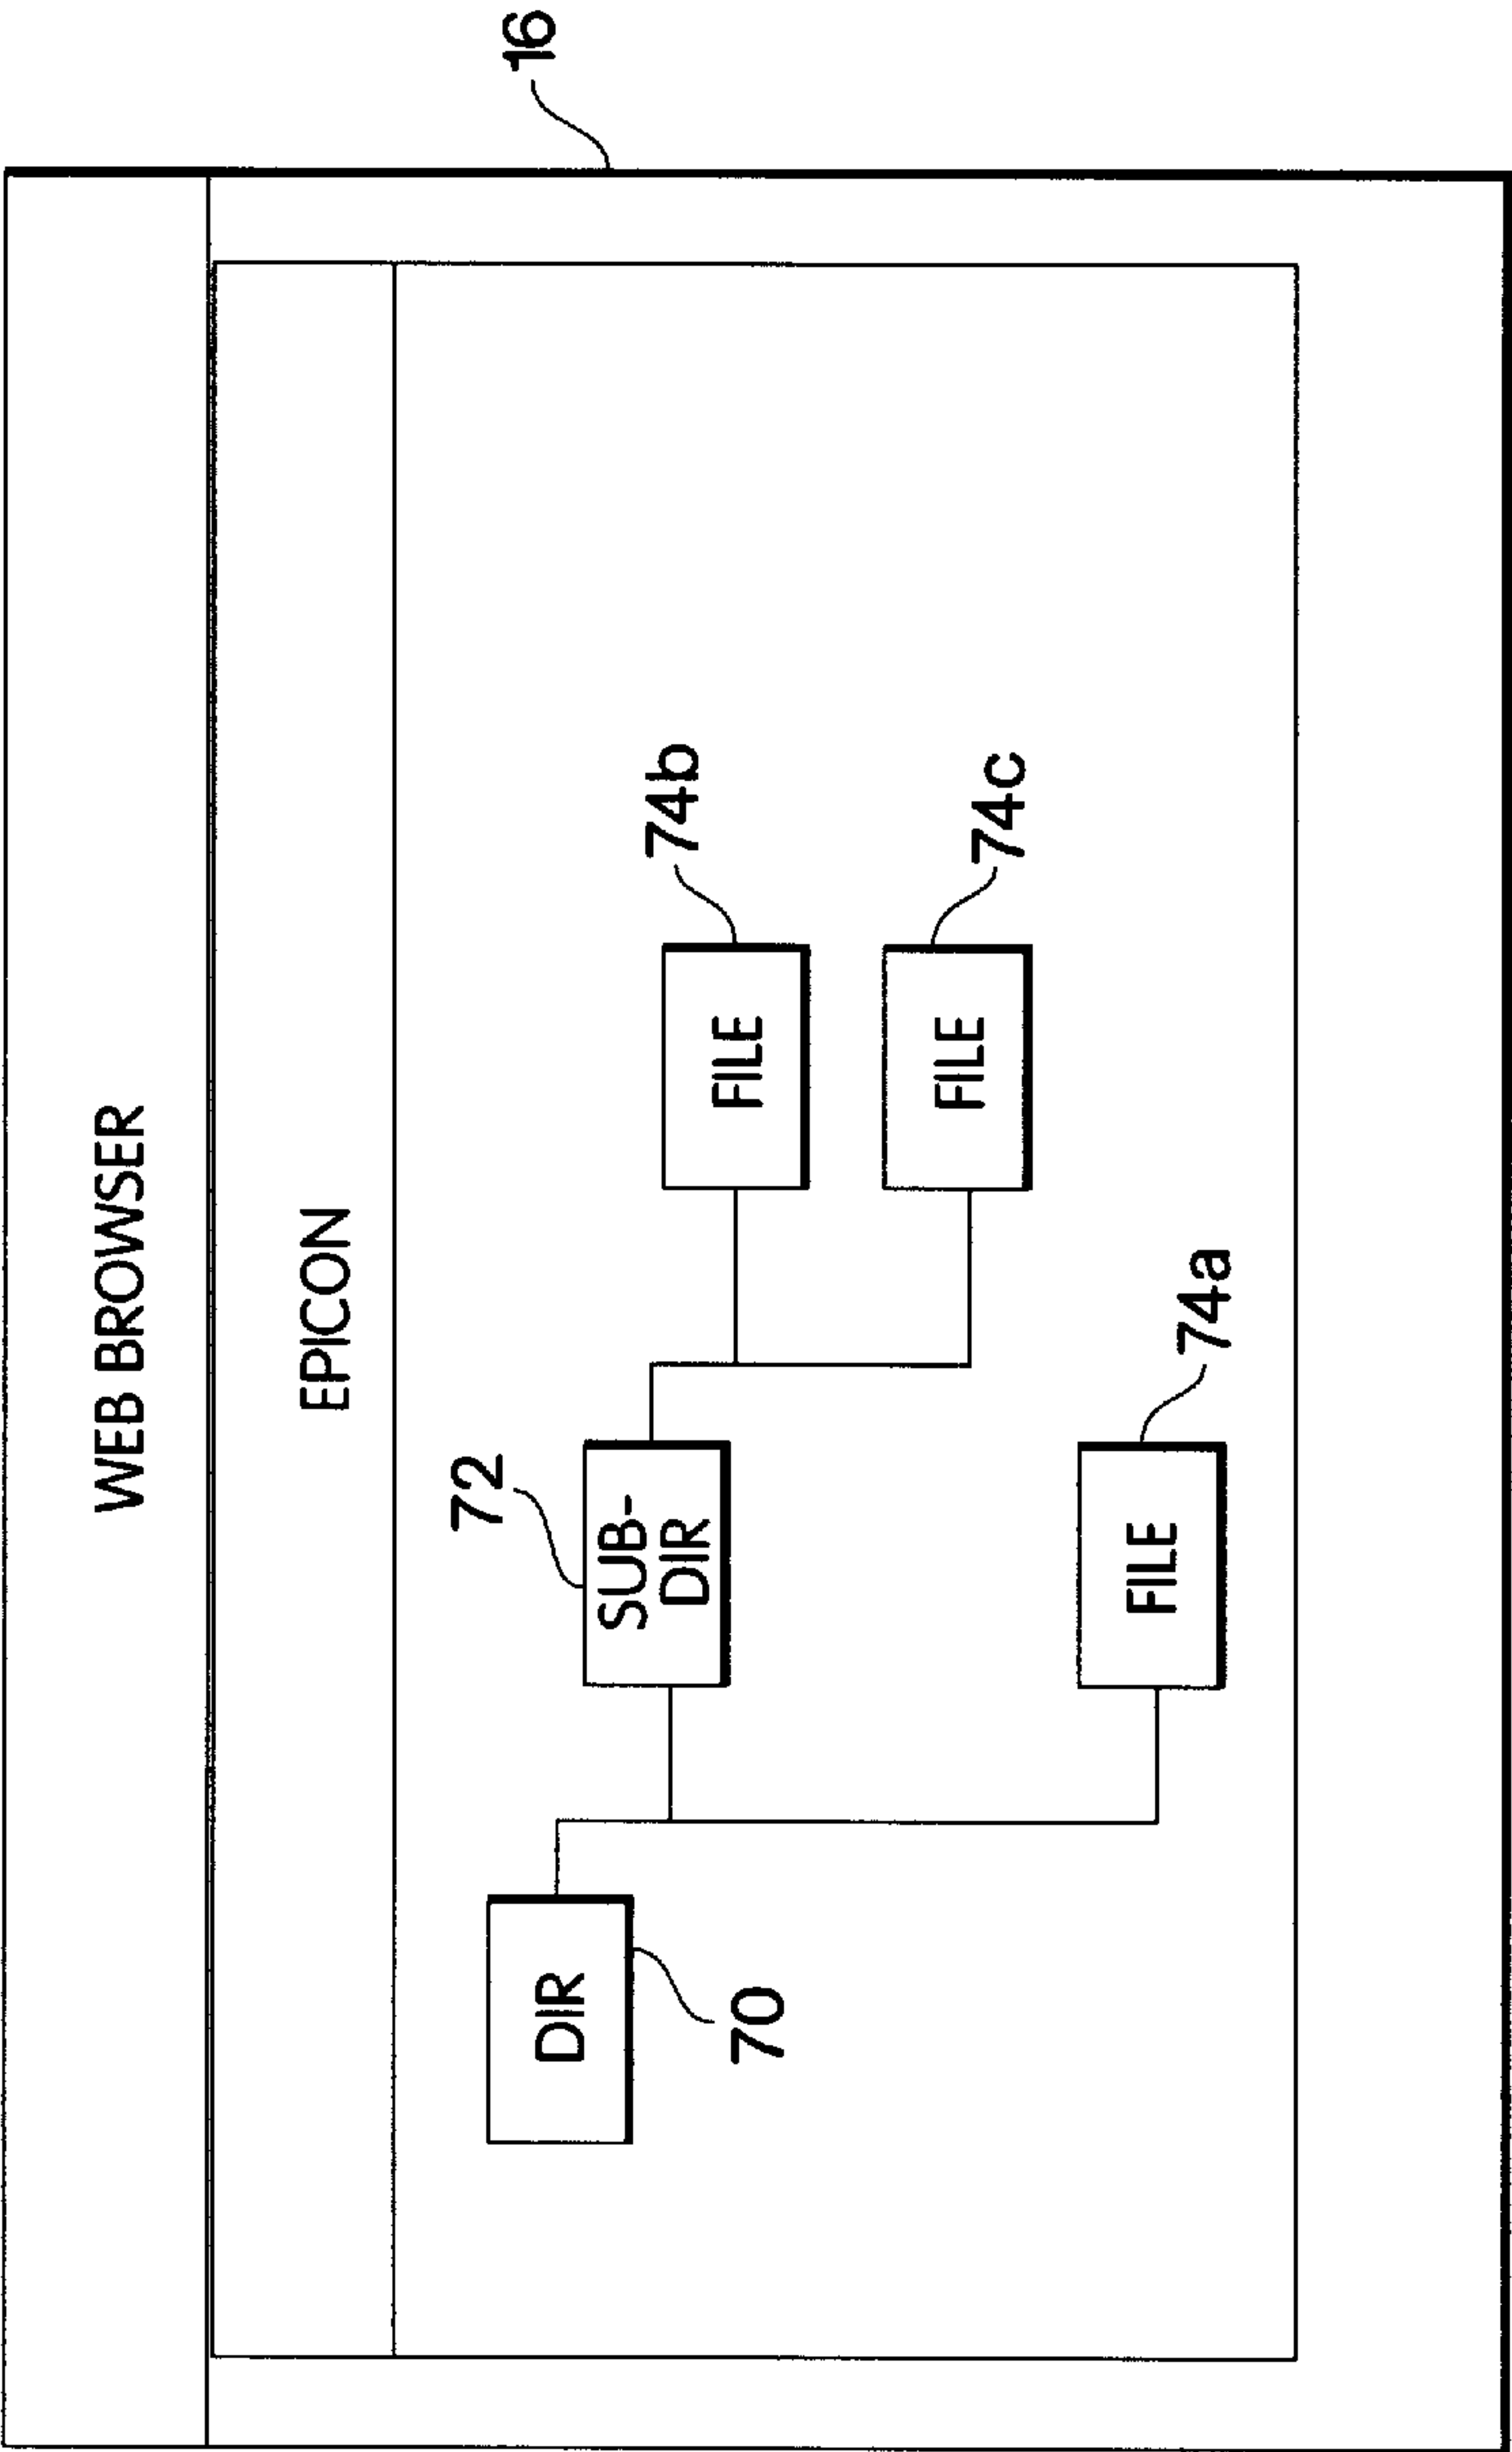 WEB BROWSER
16
EPICON
72
74b
DIR
SUB-
DIR
FILE
70
FILE
74c
FILE
74a